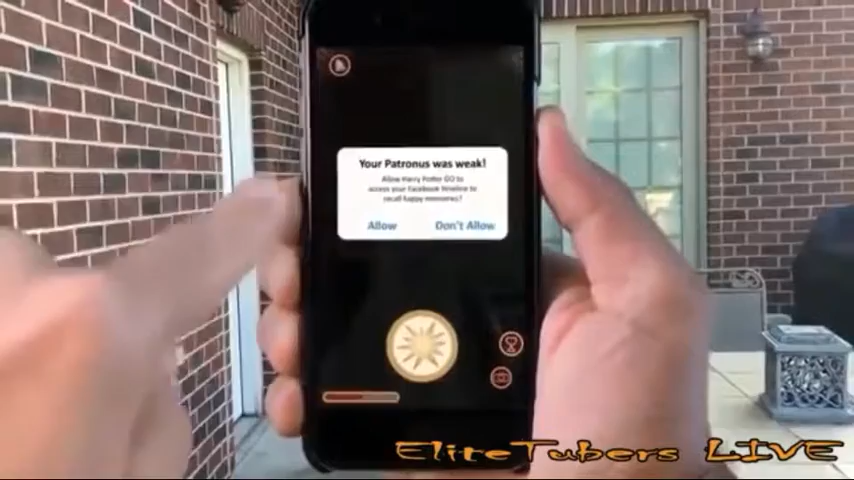 Your Patronus was weak!
Allow Harry Potter GO to
access your Facebook timeline to
recall happy memories?
Allow Don't Allow
EliteTubers LIVE